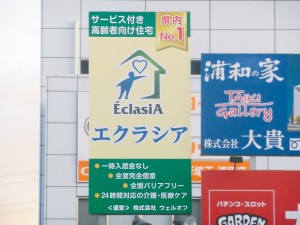 サービス付き
高齢者向け住宅
県内
No.1
ÉclasiA
エクラシア
一時入居金なし
全室完全個室
全面バリアフリー
24時間対応の介護・医療ケア
<運営> 株式会社 ウェルオフ
浦和の家
TAIKI
Gallery
株式会社 大貴
パチンコ・スロット
GARDEN